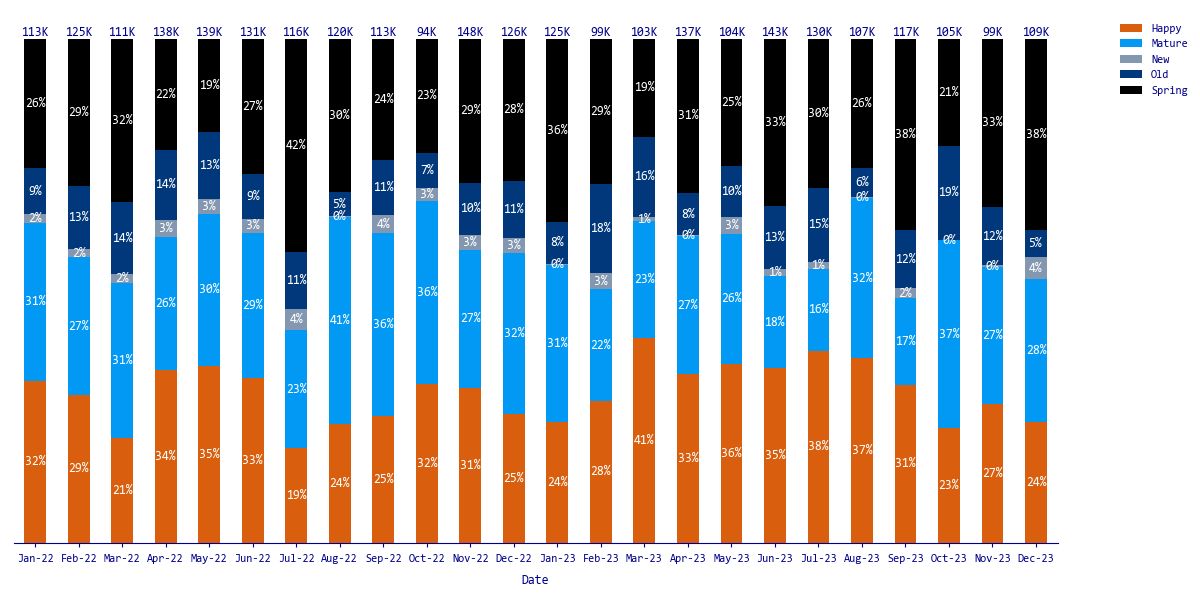 113K 125K 111K 138K 139K 131K 116K 120K 113K 94K 148K 126K 125K 99K 103K 137K 104K 143K 130K 107K 117K 105K 99K 109K
26% 29% 32% 22% 19% 27% 42% 30% 24% 23% 29% 28% 36% 29% 19% 31% 25% 33% 30% 26% 38% 21% 33% 38%
9% 13% 14% 14% 13% 9% 11% 5% 11% 7% 10% 11% 8% 18% 16% 8% 10% 13% 15% 6% 12% 19% 12% 5%
2% 2% 2% 3% 3% 3% 4% 0% 4% 3% 3% 3% 0% 3% 1% 0% 3% 1% 1% 0% 2% 0% 0% 4%
31% 27% 31% 26% 30% 29% 23% 41% 36% 36% 27% 32% 31% 22% 23% 27% 26% 18% 16% 32% 17% 37% 27% 28%
32% 29% 21% 34% 35% 33% 19% 24% 25% 32% 31% 25% 24% 28% 41% 33% 36% 35% 38% 37% 31% 23% 27% 24%
Jan-22 Feb-22 Mar-22 Apr-22 May-22 Jun-22 Jul-22 Aug-22 Sep-22 Oct-22 Nov-22 Dec-22 Jan-23 Feb-23 Mar-23 Apr-23 May-23 Jun-23 Jul-23 Aug-23 Sep-23 Oct-23 Nov-23 Dec-23
Date
Happy
Mature
New
Old
Spring